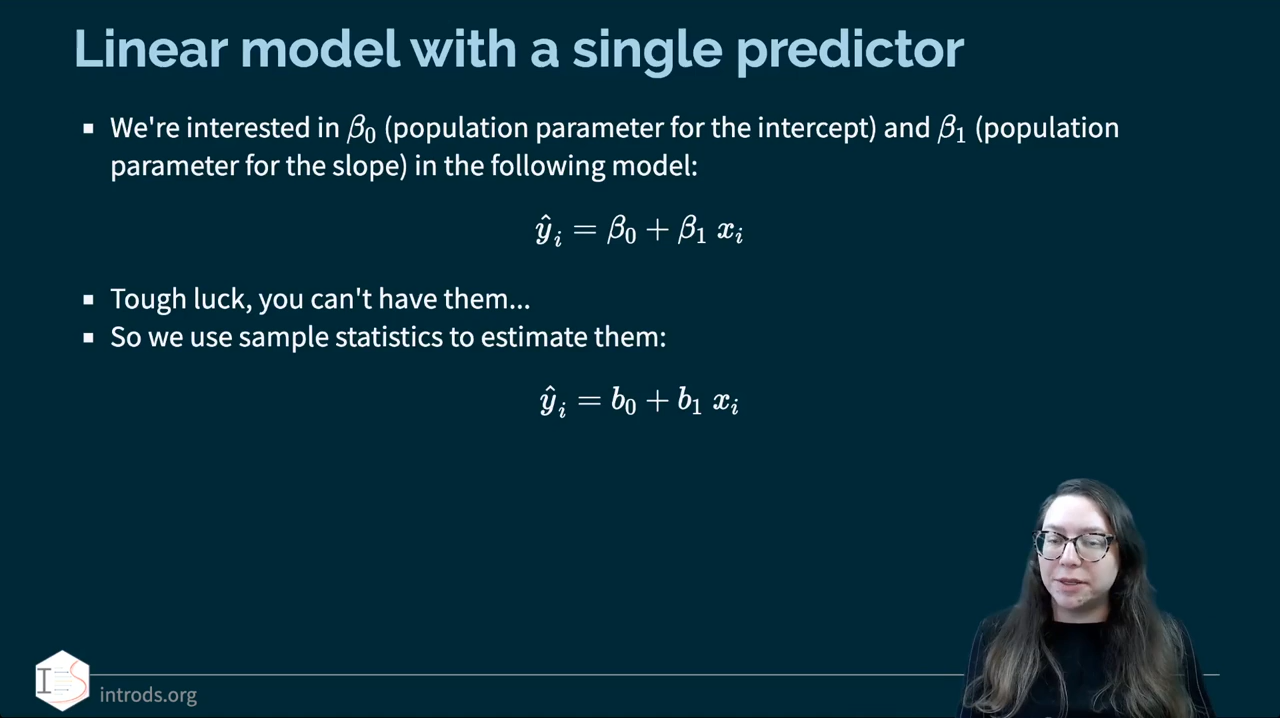 Linear model with a single predictor
▪ We're interested in β₀ (population parameter for the intercept) and β₁ (population
parameter for the slope) in the following model:
ŷᵢ = β₀ + β₁ xᵢ
▪ Tough luck, you can't have them...
▪ So we use sample statistics to estimate them:
ŷᵢ = b₀ + b₁ xᵢ
IDS
introds.org